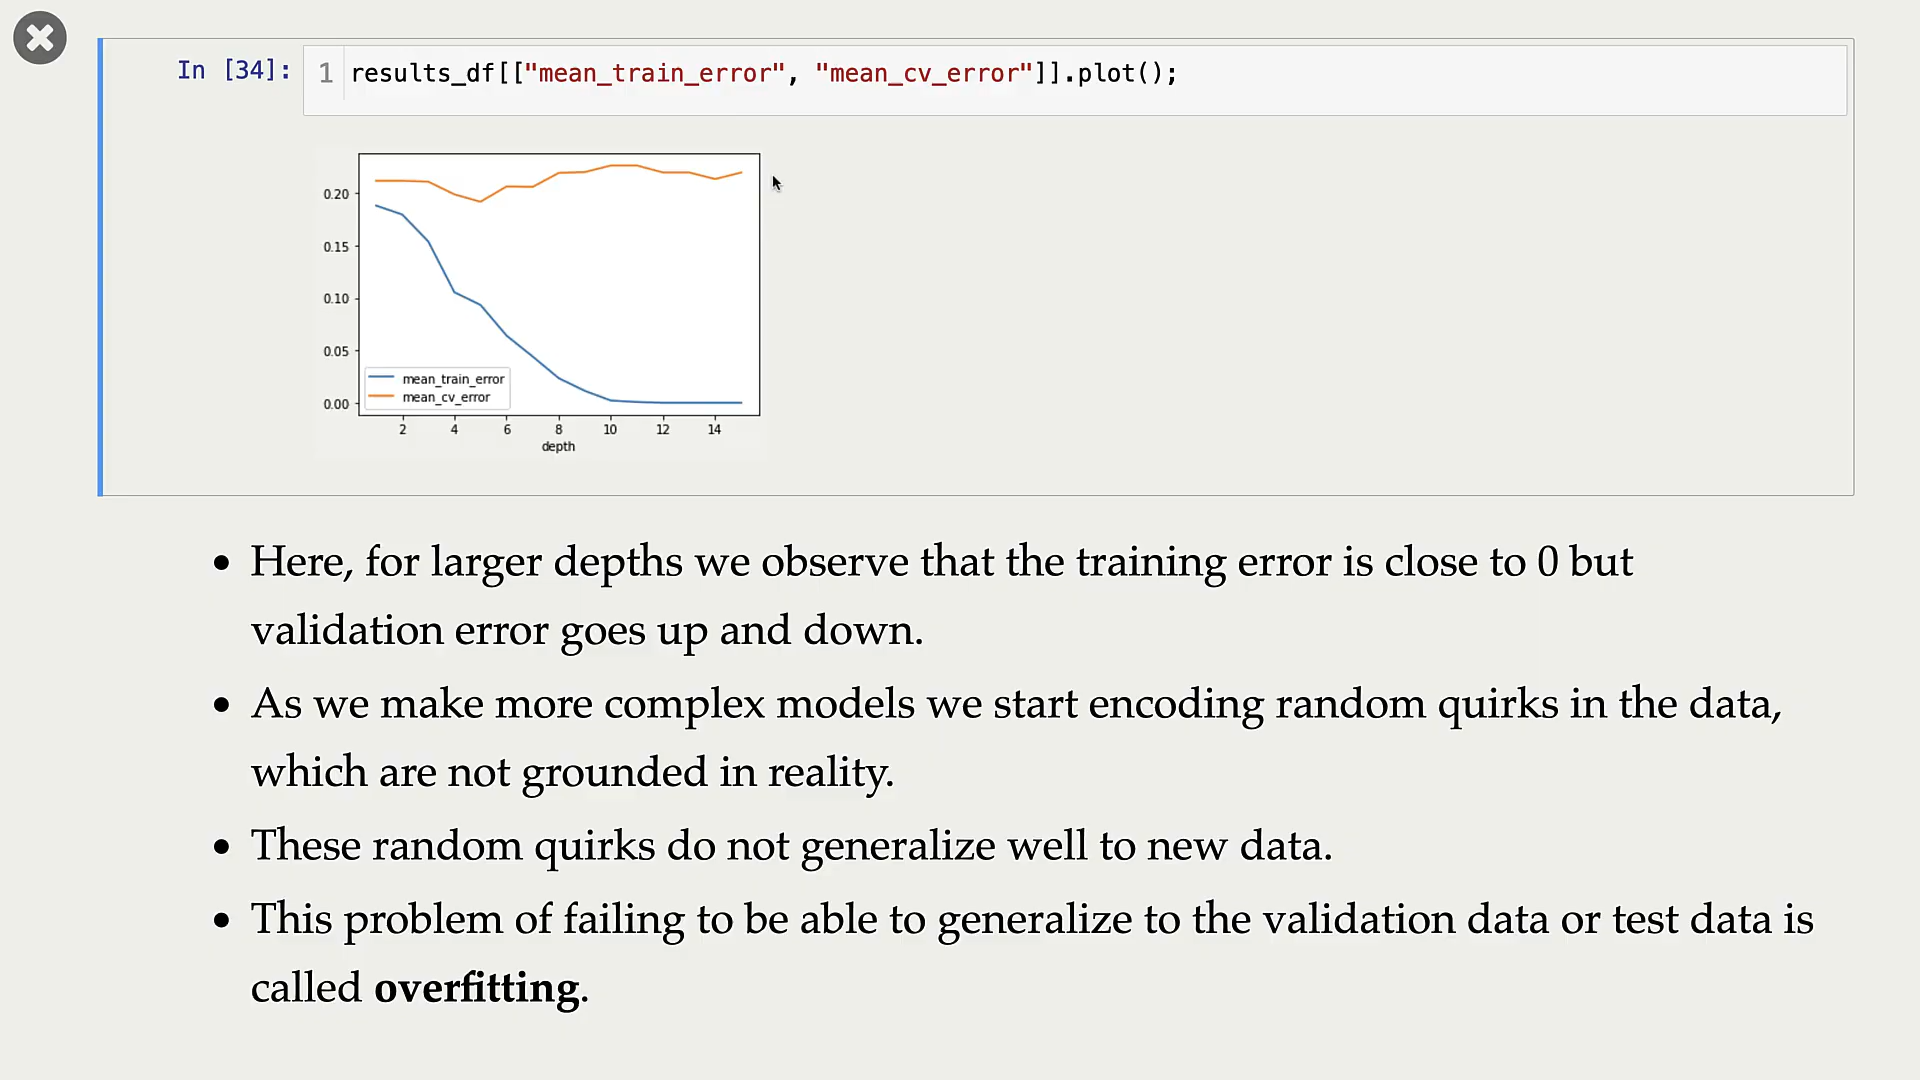 In [34]: 1 results_df[["mean_train_error", "mean_cv_error"]].plot();
0.20
0.15
0.10
0.05
0.00
mean_train_error
mean_cv_error
2 4 6 8 10 12 14
depth
• Here, for larger depths we observe that the training error is close to 0 but
validation error goes up and down.
• As we make more complex models we start encoding random quirks in the data,
which are not grounded in reality.
• These random quirks do not generalize well to new data.
• This problem of failing to be able to generalize to the validation data or test data is
called overfitting.